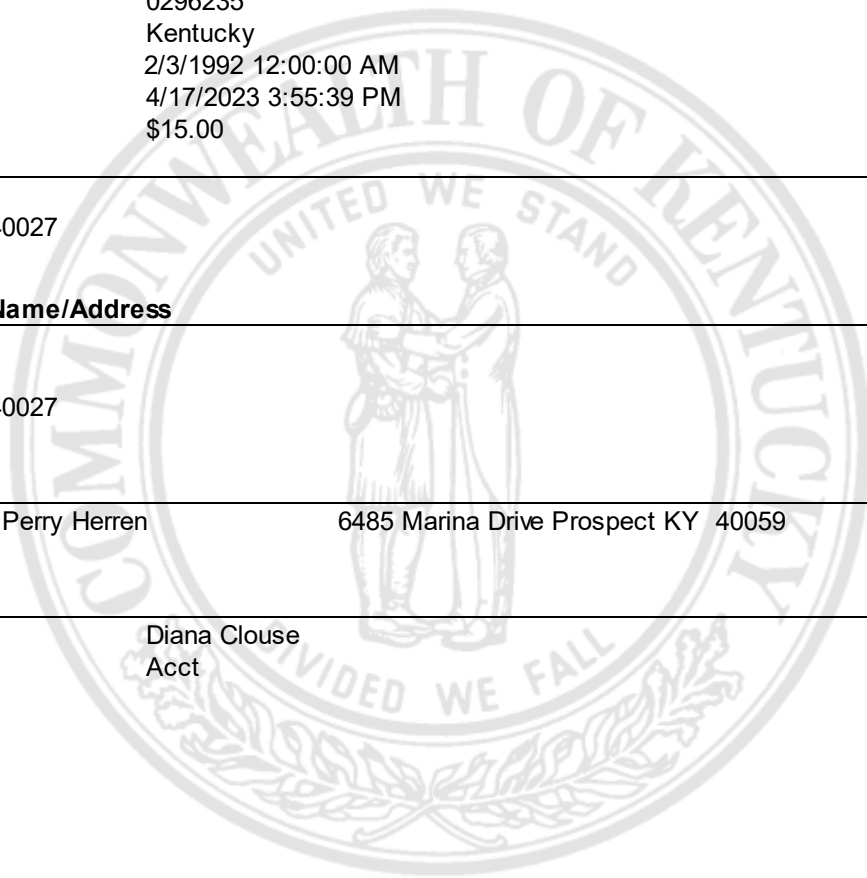 0296235
Kentucky
2/3/1992 12:00:00 AM
4/17/2023 3:55:39 PM
$15.00
0027
Name/Address
0027
Perry Herren 6485 Marina Drive Prospect KY 40059
Diana Clouse
Acct
COMMONWEALTH OF KENTUCKY
UNITED WE STAND
DIVIDED WE FALL